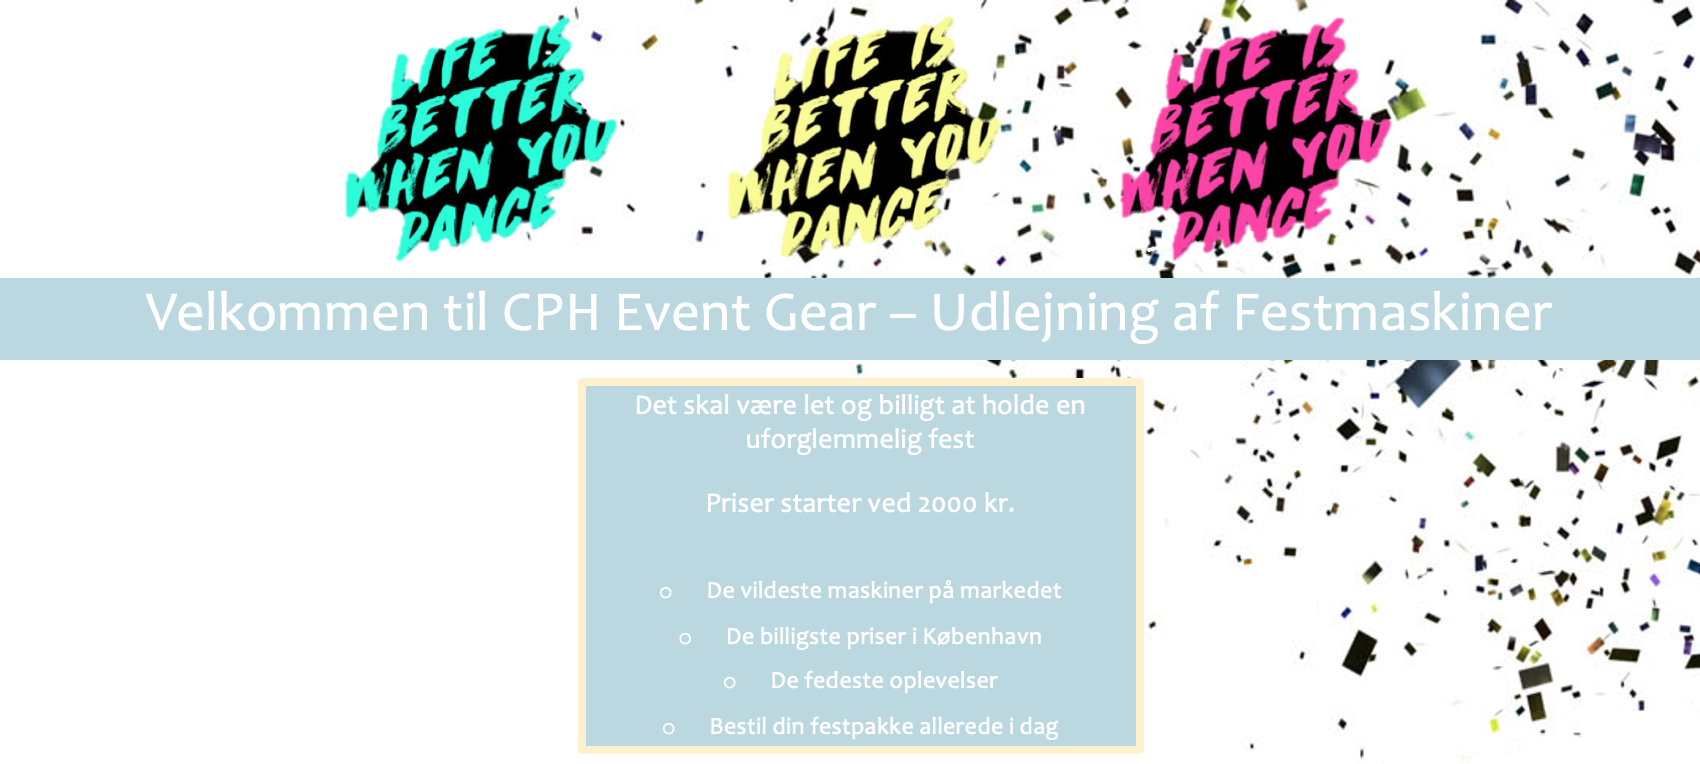 LIFE IS
BETTER
WHEN YOU
DANCE
LIFE IS
BETTER
WHEN YOU
DANCE
LIFE IS
BETTER
WHEN YOU
DANCE
Velkommen til CPH Event Gear – Udlejning af Festmaskiner
Det skal være let og billigt at holde en
uforglemmelig fest
Priser starter ved 2000 kr.
o De vildeste maskiner på markedet
o De billigste priser i København
o De fedeste oplevelser
o Bestil din festpakke allerede i dag